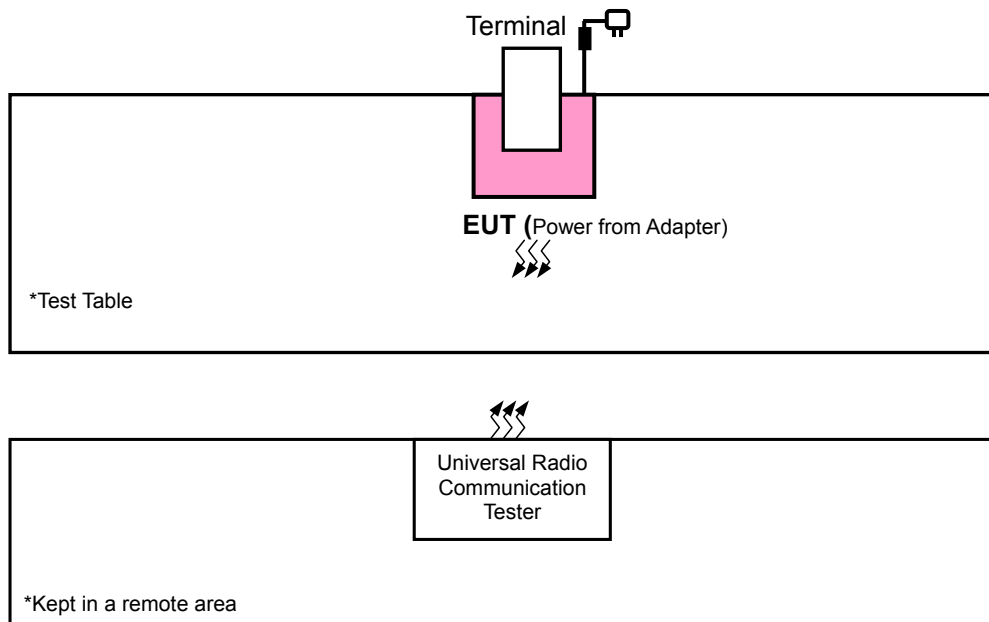 Terminal
EUT (Power from Adapter)
*Test Table
Universal Radio
Communication
Tester
*Kept in a remote area